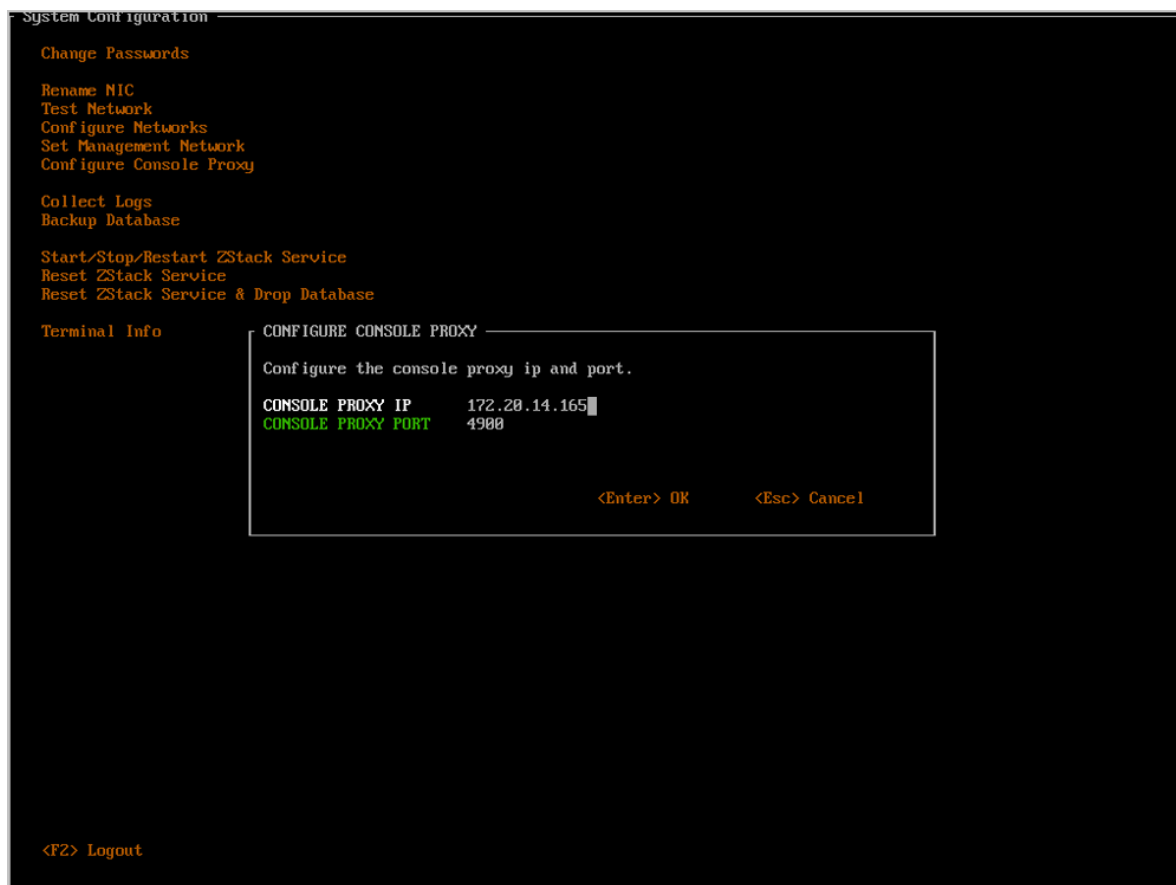 System Configuration
Change Passwords
Rename NIC
Test Network
Configure Networks
Set Management Network
Configure Console Proxy
Collect Logs
Backup Database
Start/Stop/Restart ZStack Service
Reset ZStack Service
Reset ZStack Service & Drop Database
Terminal Info
CONFIGURE CONSOLE PROXY
Configure the console proxy ip and port.
CONSOLE PROXY IP 172.20.14.165
CONSOLE PROXY PORT 4900
<Enter> OK <Esc> Cancel
<F2> Logout